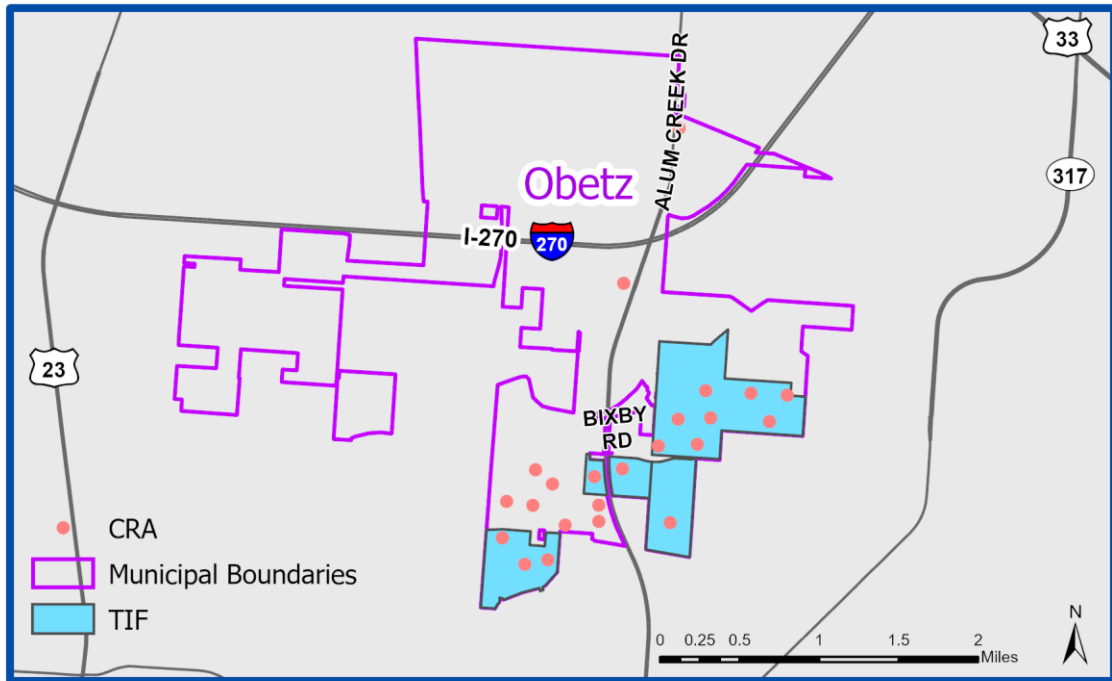 33
ALUM CREEK DR
317
Obetz
I-270
270
23
BIXBY
RD
CRA
Municipal Boundaries
TIF
N
0 0.25 0.5 1 1.5 2
Miles